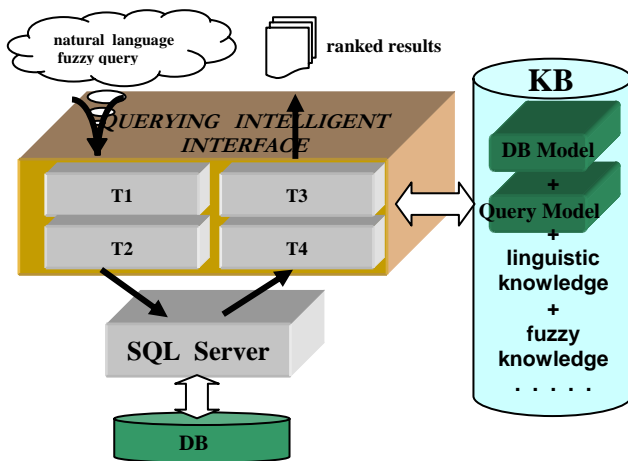 natural language
fuzzy query
ranked results
QUERYING INTELLIGENT
INTERFACE
T1
T3
T2
T4
SQL Server
DB
KB
DB Model
+
Query Model
+
linguistic
knowledge
+
fuzzy
knowledge
. . . . .